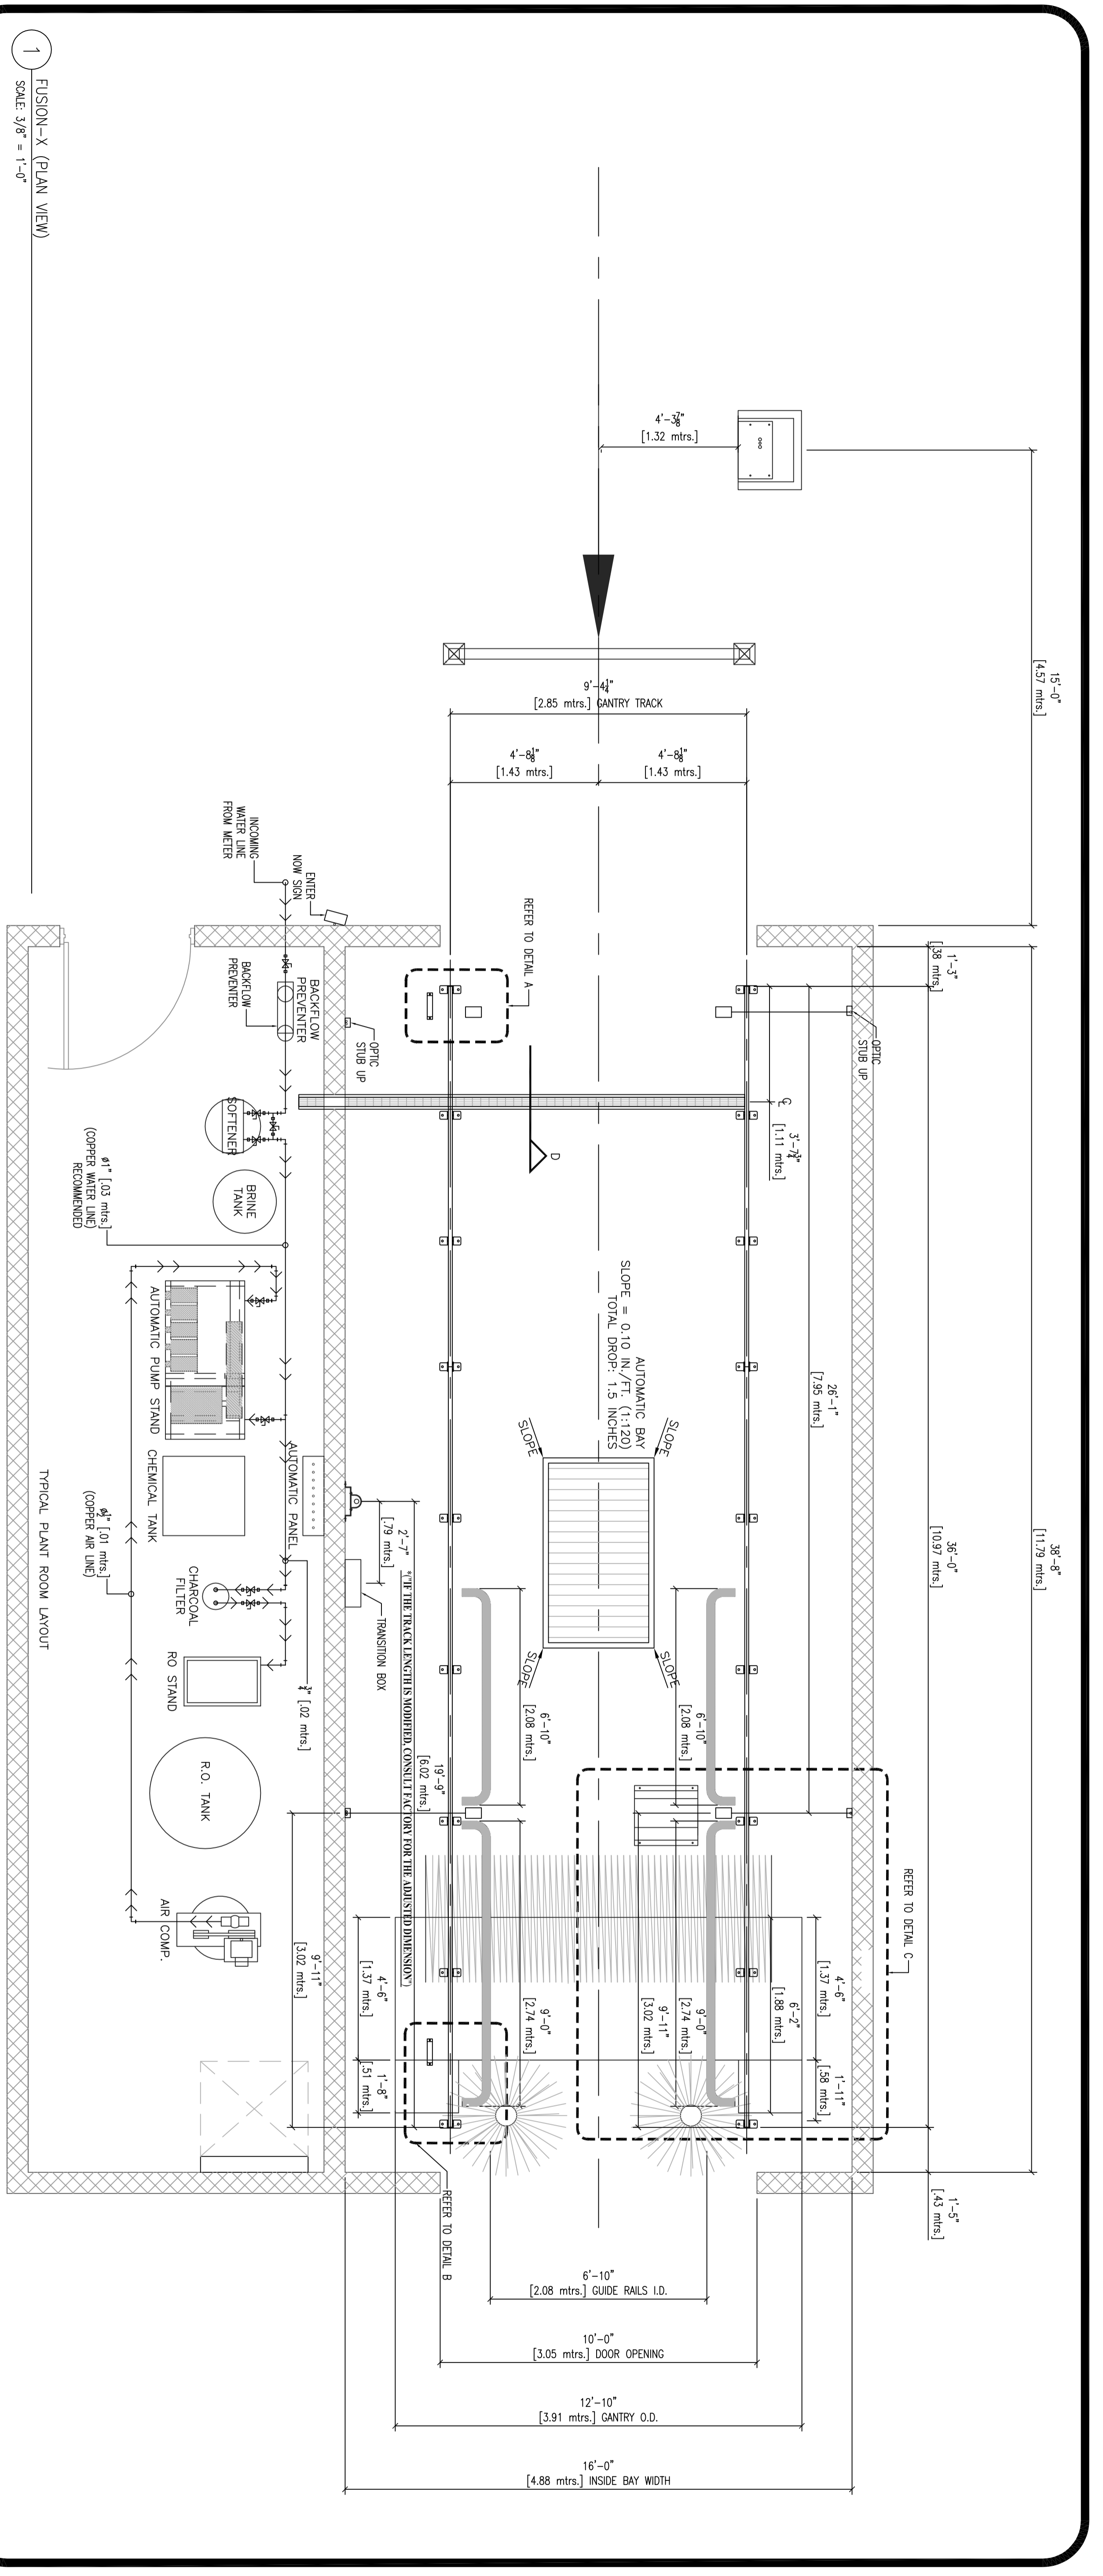 1
FUSION-X (PLAN VIEW)
SCALE: 3/8" = 1'-0"
4'-3 7/8"
[1.32 mtrs.]
15'-0"
[4.57 mtrs.]
9'-4 1/4"
[2.85 mtrs.] GANTRY TRACK
4'-8 1/8"
[1.43 mtrs.]
4'-8 1/8"
[1.43 mtrs.]
38'-8"
[11.79 mtrs.]
36'-0"
[10.97 mtrs.]
1'-3"
[.38 mtrs.]
1'-5"
[.43 mtrs.]
26'-1"
[7.95 mtrs.]
3'-7 3/4"
[1.11 mtrs.]
℄
OPTIC
STUB UP
REFER TO DETAIL A
D
AUTOMATIC BAY
SLOPE = 0.10 IN./FT. (1:120)
TOTAL DROP: 1.5 INCHES
SLOPE
SLOPE
SLOPE
SLOPE
6'-10"
[2.08 mtrs.]
6'-10"
[2.08 mtrs.]
REFER TO DETAIL C
4'-6"
[1.37 mtrs.]
1'-11"
[.58 mtrs.]
6'-2"
[1.88 mtrs.]
9'-0"
[2.74 mtrs.]
9'-11"
[3.02 mtrs.]
9'-0"
[2.74 mtrs.]
19'-9"
[6.02 mtrs.]
*("IF THE TRACK LENGTH IS MODIFIED, CONSULT FACTORY FOR THE ADJUSTED DIMENSION")
2'-7"
[.79 mtrs.]
TRANSITION BOX
4'-6"
[1.37 mtrs.]
1'-8"
[.51 mtrs.]
9'-11"
[3.02 mtrs.]
REFER TO DETAIL B
6'-10"
[2.08 mtrs.] GUIDE RAILS I.D.
10'-0"
[3.05 mtrs.] DOOR OPENING
12'-10"
[3.91 mtrs.] GANTRY O.D.
16'-0"
[4.88 mtrs.] INSIDE BAY WIDTH
OPTIC
STUB UP
ENTER
NOW SIGN
INCOMING
WATER LINE
FROM METER
BACKFLOW
PREVENTER
BACKFLOW
PREVENTER
SOFTENER
BRINE
TANK
ø1" [.03 mtrs.]
(COPPER WATER LINE)
RECOMMENDED
AUTOMATIC PUMP STAND
AUTOMATIC PANEL
CHEMICAL TANK
ø1/2" [.01 mtrs.]
(COPPER AIR LINE)
CHARCOAL
FILTER
3/4" [.02 mtrs.]
RO STAND
R.O. TANK
AIR COMP.
TYPICAL PLANT ROOM LAYOUT